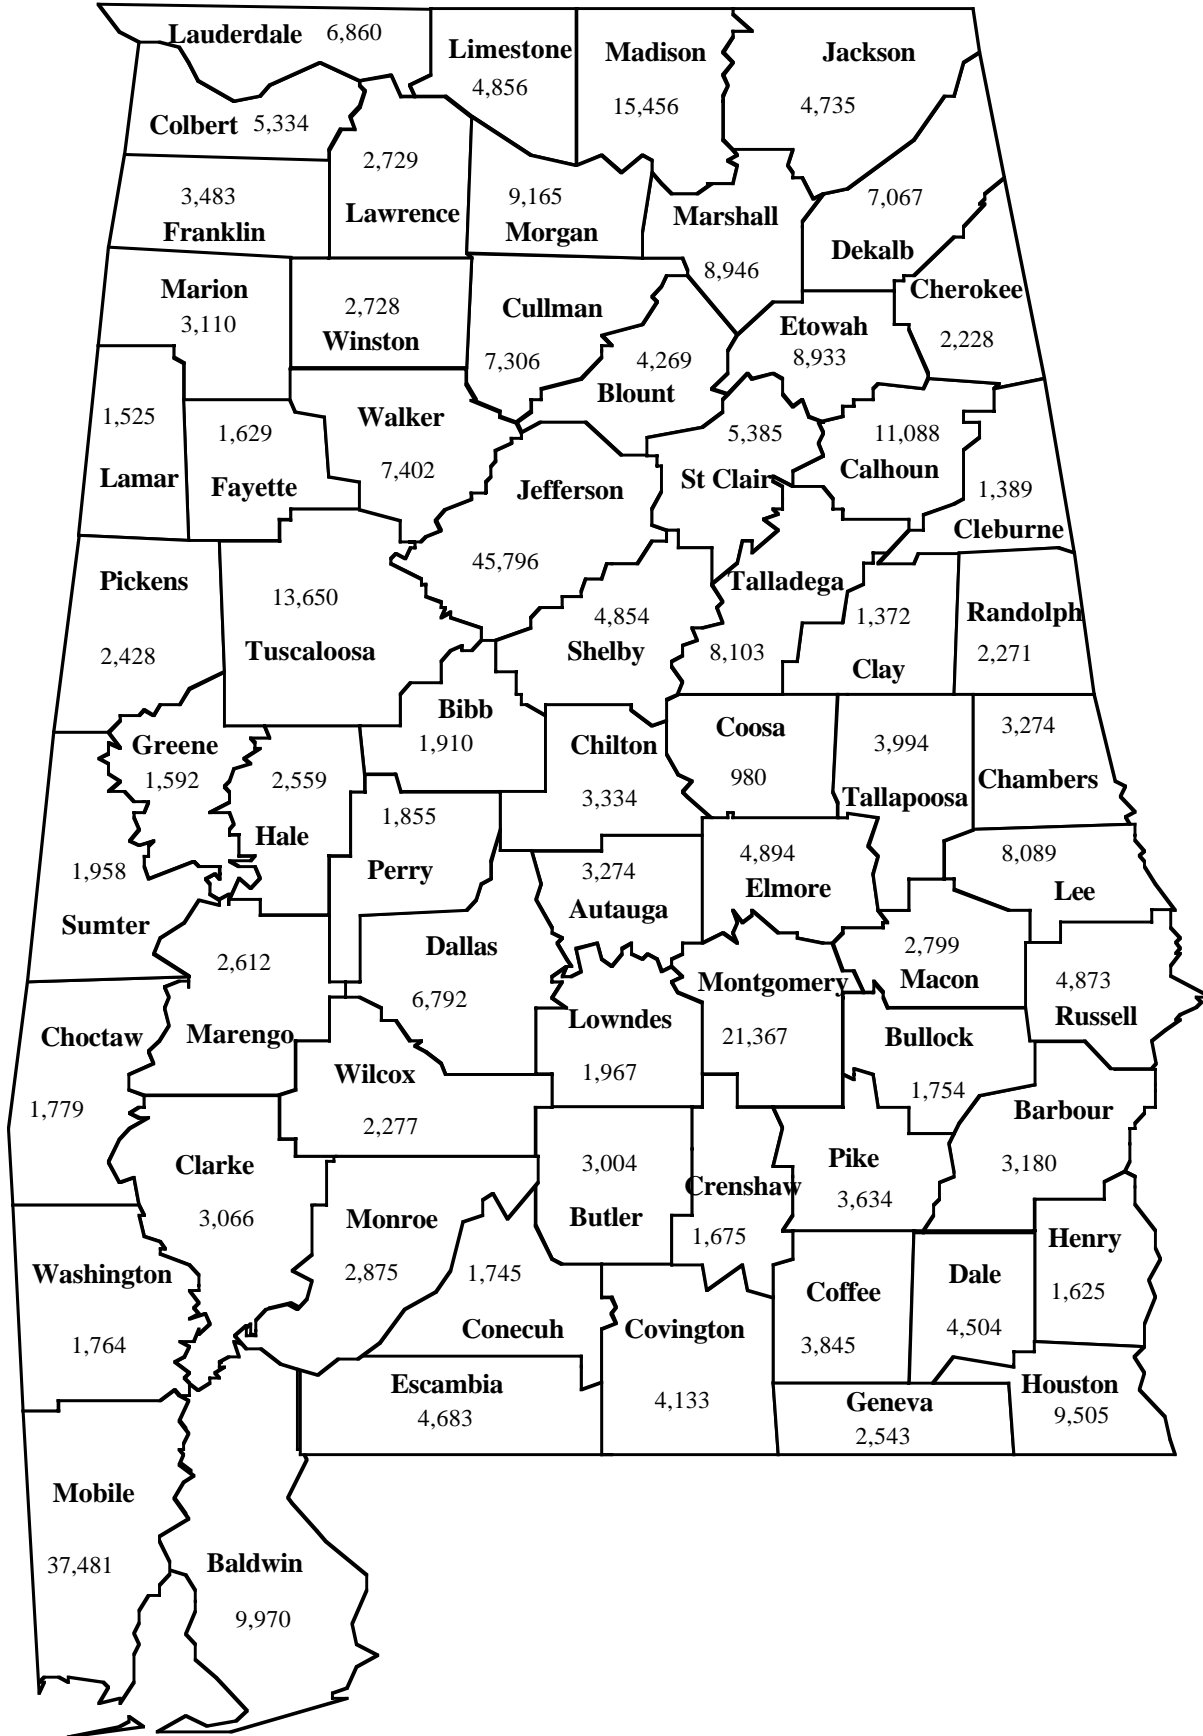 Lauderdale 6,860
Limestone
4,856
Madison
15,456
Jackson
4,735
Colbert 5,334
2,729
Lawrence
3,483
Franklin
9,165
Morgan
Marshall
8,946
7,067
Dekalb
Cherokee
2,228
Marion
3,110
2,728
Winston
Cullman
7,306
4,269
Blount
Etowah
8,933
1,525
Lamar
1,629
Fayette
Walker
7,402
Jefferson
45,796
5,385
St Clair
11,088
Calhoun
1,389
Cleburne
Pickens
2,428
13,650
Tuscaloosa
4,854
Shelby
Talladega
8,103
1,372
Clay
Randolph
2,271
Greene
1,592
2,559
Hale
Bibb
1,910
Chilton
3,334
Coosa
980
3,994
Tallapoosa
3,274
Chambers
1,958
Sumter
1,855
Perry
3,274
Autauga
4,894
Elmore
8,089
Lee
2,612
Marengo
Dallas
6,792
Lowndes
1,967
Montgomery
21,367
2,799
Macon
4,873
Russell
Choctaw
1,779
Wilcox
2,277
Bullock
1,754
Barbour
3,180
Clarke
3,066
Monroe
2,875
3,004
Butler
Crenshaw
1,675
Pike
3,634
Henry
1,625
Washington
1,764
1,745
Conecuh
Covington
4,133
Coffee
3,845
Dale
4,504
Escambia
4,683
Geneva
2,543
Houston
9,505
Mobile
37,481
Baldwin
9,970